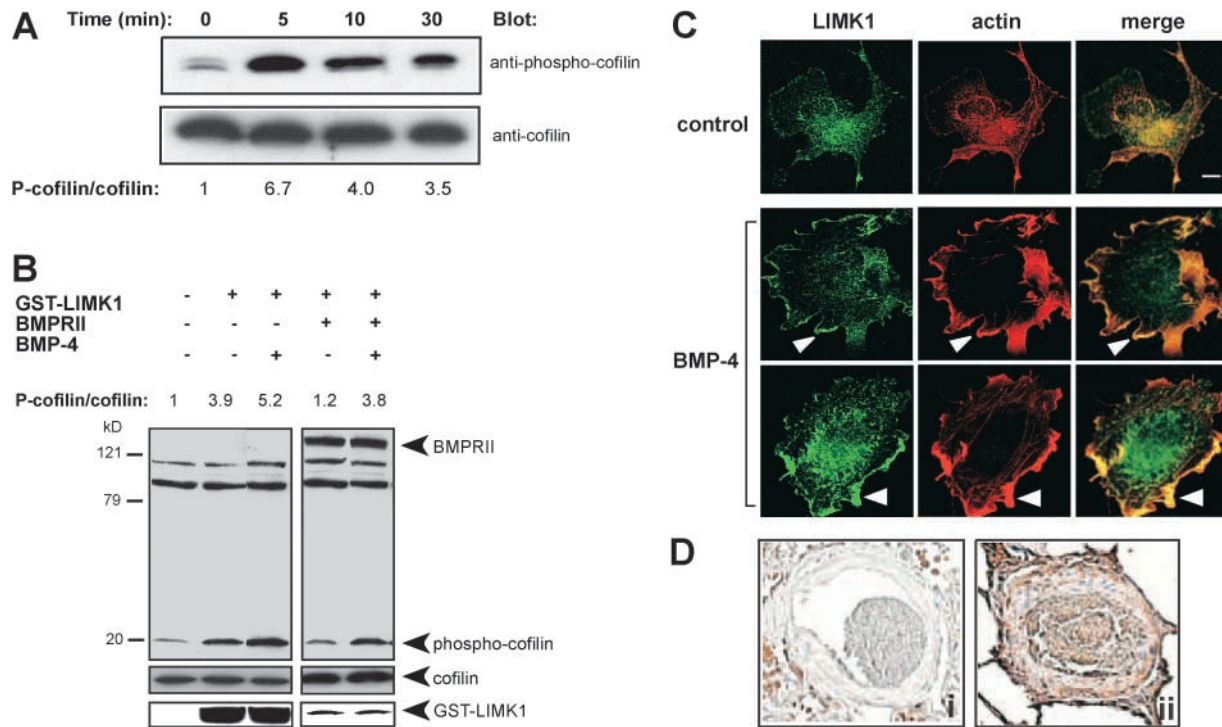 A
Time (min): 0 5 10 30 Blot:
anti-phospho-cofilin
anti-cofilin
P-cofilin/cofilin: 1 6.7 4.0 3.5
B
GST-LIMK1 - + + + +
BMPRII - - - + +
BMP-4 - - + - +
P-cofilin/cofilin: 1 3.9 5.2 1.2 3.8
kD
121
BMPRII
79
20
phospho-cofilin
cofilin
GST-LIMK1
C
LIMK1 actin merge
control
BMP-4
D
i
ii